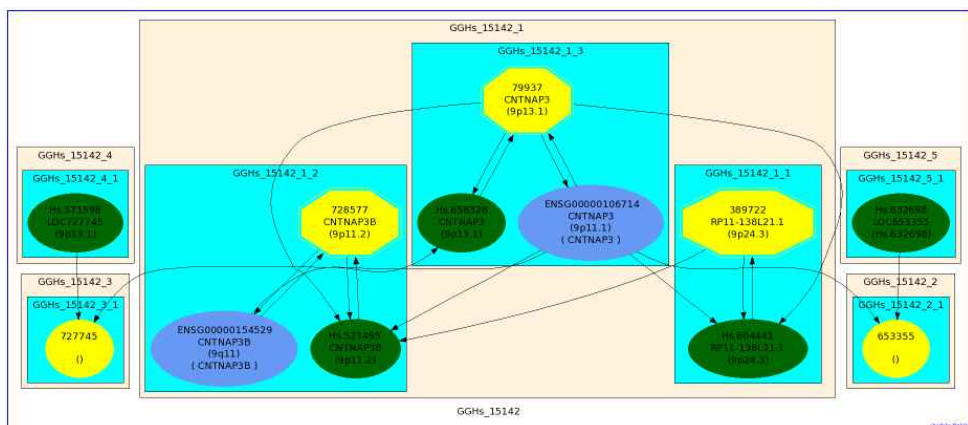 GGHs_15142_1
GGHs_15142_1_3
79937
CNTNAP3
(9p13.1)
GGHs_15142_4
GGHs_15142_4_1
Hs.571598
LOC727745
(9p13.1)
GGHs_15142_1_2
728577
CNTNAP3B
(9p11.2)
Hs.658328
CNTNAP3
(9p13.1)
ENSG00000106714
CNTNAP3
(9p11.1)
( CNTNAP3 )
GGHs_15142_1_1
389722
RP11-138L21.1
(9p24.3)
GGHs_15142_5
GGHs_15142_5_1
Hs.632698
LOC653355
(Hs.632698)
GGHs_15142_3
GGHs_15142_3_1
727745
()
ENSG00000154529
CNTNAP3B
(9q11)
( CNTNAP3B )
Hs.521495
CNTNAP3B
(9p11.2)
Hs.604441
RP11-138L21.1
(9p24.3)
GGHs_15142_2
GGHs_15142_2_1
653355
()
GGHs_15142